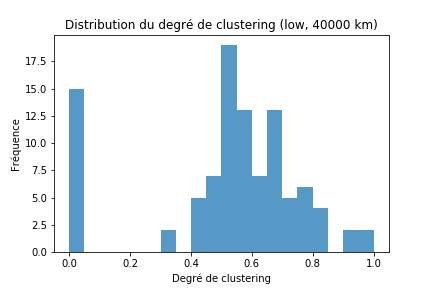 Distribution du degré de clustering (low, 40000 km)
Fréquence
17.5
15.0
12.5
10.0
7.5
5.0
2.5
0.0
0.0 0.2 0.4 0.6 0.8 1.0
Degré de clustering